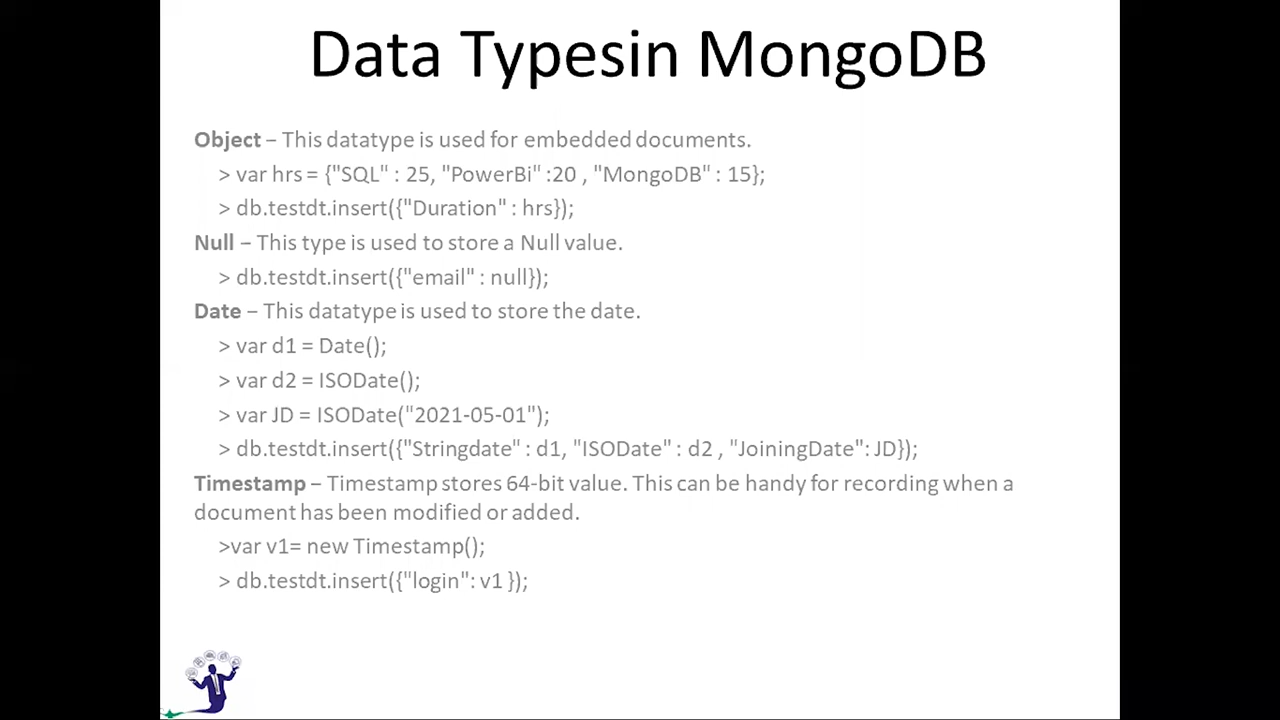 Data Typesin MongoDB
Object – This datatype is used for embedded documents.
> var hrs = {"SQL" : 25, "PowerBi" :20 , "MongoDB" : 15};
> db.testdt.insert({"Duration" : hrs});
Null – This type is used to store a Null value.
> db.testdt.insert({"email" : null});
Date – This datatype is used to store the date.
> var d1 = Date();
> var d2 = ISODate();
> var JD = ISODate("2021-05-01");
> db.testdt.insert({"Stringdate" : d1, "ISODate" : d2 , "JoiningDate": JD});
Timestamp – Timestamp stores 64-bit value. This can be handy for recording when a
document has been modified or added.
>var v1= new Timestamp();
> db.testdt.insert({"login": v1 });